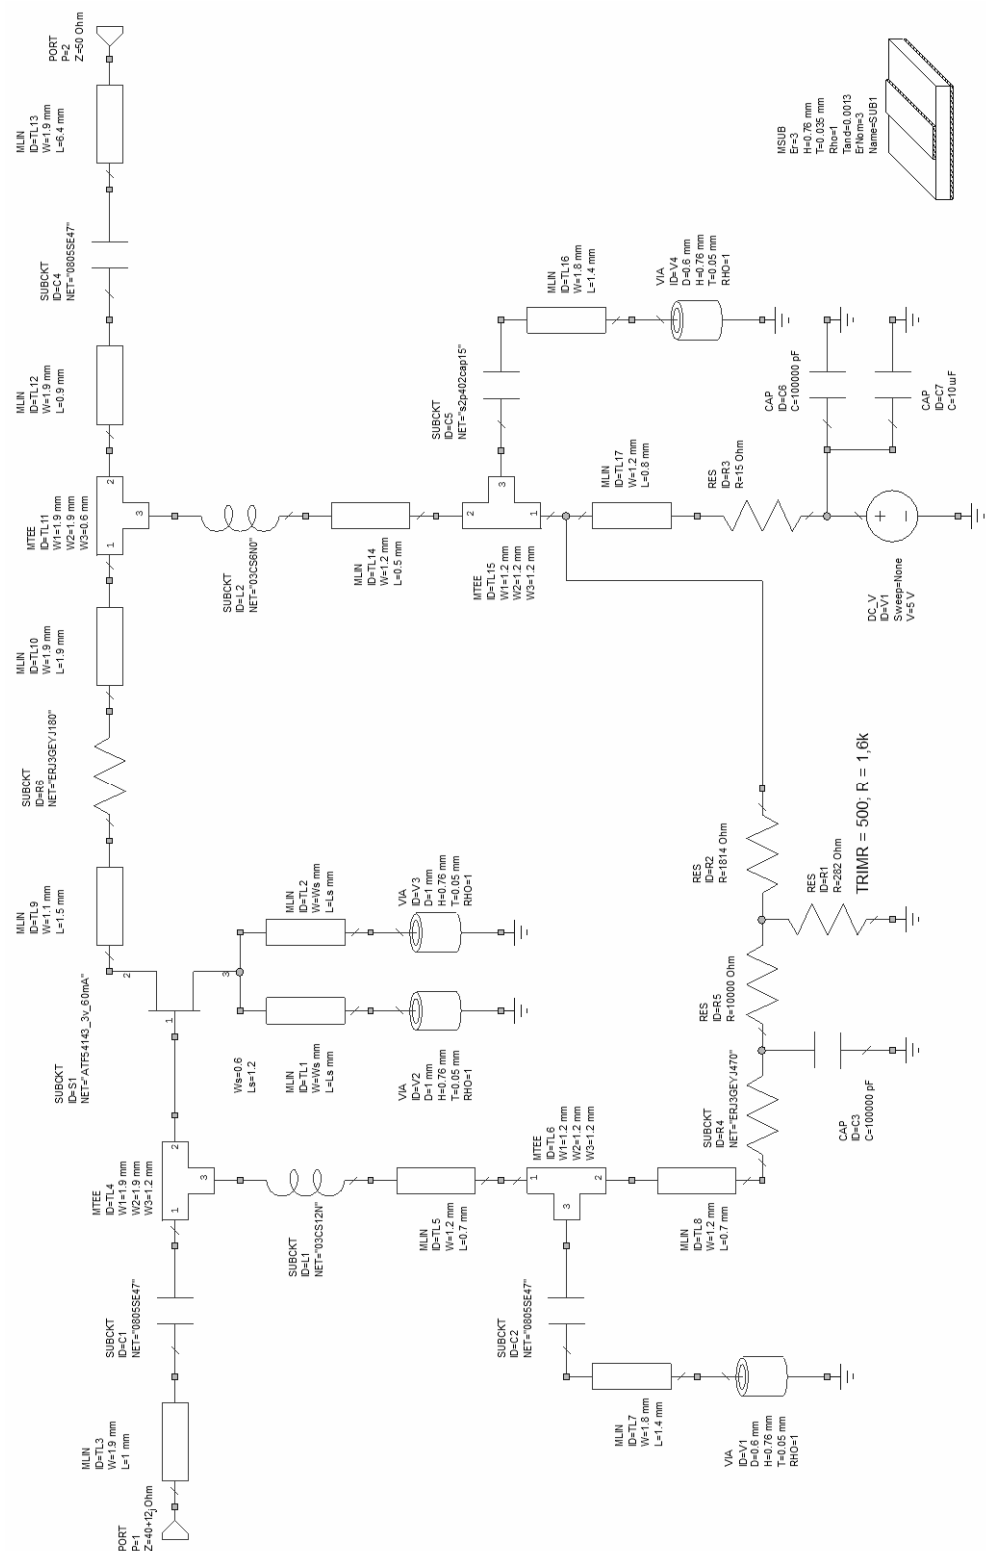 PORT
P=1
Z=40+12j Ohm
MLIN
ID=TL3
W=1.9 mm
L=1 mm
SUBCKT
ID=C1
NET="0805SE47"
MTEE
ID=TL4
W1=1.9 mm
W2=1.9 mm
W3=1.2 mm
1
2
3
SUBCKT
ID=S1
NET="ATF54143_3v_60mA"
1
2
3
MLIN
ID=TL9
W=1.1 mm
L=1.5 mm
SUBCKT
ID=R6
NET="ERJ3GEYJ180"
MLIN
ID=TL10
W=1.9 mm
L=1.9 mm
MTEE
ID=TL11
W1=1.9 mm
W2=1.9 mm
W3=0.6 mm
1
2
3
MLIN
ID=TL12
W=1.9 mm
L=0.9 mm
SUBCKT
ID=C4
NET="0805SE47"
MLIN
ID=TL13
W=1.9 mm
L=6.4 mm
PORT
P=2
Z=50 Ohm
SUBCKT
ID=L1
NET="03CS12N"
Ws=0.6
Ls=1.2
MLIN
ID=TL1
W=Ws mm
L=Ls mm
MLIN
ID=TL2
W=Ws mm
L=Ls mm
SUBCKT
ID=L2
NET="03CS6N0"
MLIN
ID=TL5
W=1.2 mm
L=0.7 mm
VIA
ID=V2
D=1 mm
H=0.76 mm
T=0.05 mm
RHO=1
VIA
ID=V3
D=1 mm
H=0.76 mm
T=0.05 mm
RHO=1
MLIN
ID=TL14
W=1.2 mm
L=0.5 mm
SUBCKT
ID=C2
NET="0805SE47"
MTEE
ID=TL6
W1=1.2 mm
W2=1.2 mm
W3=1.2 mm
1
2
3
MTEE
ID=TL15
W1=1.2 mm
W2=1.2 mm
W3=1.2 mm
1
2
3
SUBCKT
ID=C5
NET="s2p402cap15"
MLIN
ID=TL16
W=1.8 mm
L=1.4 mm
MLIN
ID=TL7
W=1.8 mm
L=1.4 mm
MLIN
ID=TL8
W=1.2 mm
L=0.7 mm
MLIN
ID=TL17
W=1.2 mm
L=0.8 mm
VIA
ID=V4
D=0.6 mm
H=0.76 mm
T=0.05 mm
RHO=1
VIA
ID=V1
D=0.6 mm
H=0.76 mm
T=0.05 mm
RHO=1
SUBCKT
ID=R4
NET="ERJ3GEYJ470"
RES
ID=R5
R=10000 Ohm
RES
ID=R2
R=1814 Ohm
RES
ID=R3
R=15 Ohm
CAP
ID=C6
C=100000 pF
CAP
ID=C3
C=100000 pF
RES
ID=R1
R=282 Ohm
TRIMR = 500; R = 1,6k
DC_V
ID=V1
Sweep=None
V=5 V
CAP
ID=C7
C=10 uF
MSUB
Er=3
H=0.76 mm
T=0.035 mm
Rho=1
Tand=0.0013
ErNom=3
Name=SUB1